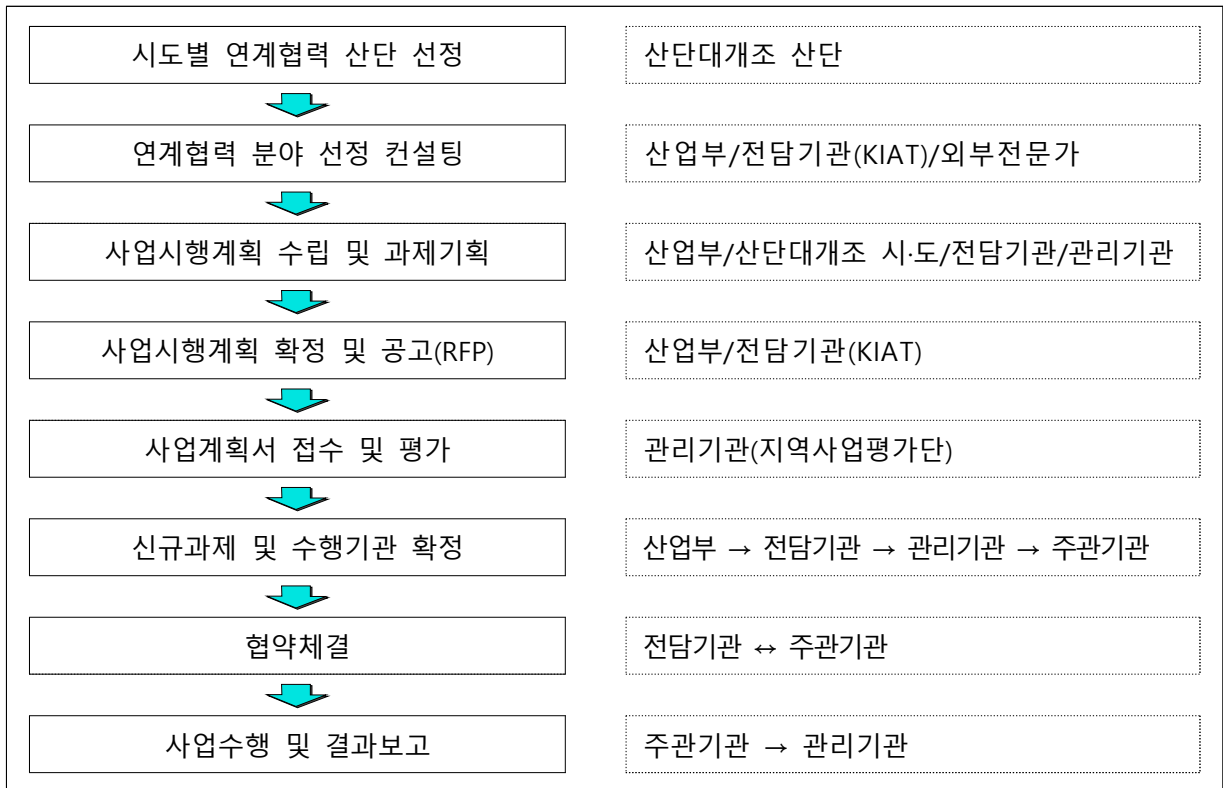 시도별 연계협력 산단 선정
산단대개조 산단
연계협력 분야 선정 컨설팅
산업부/전담기관(KIAT)/외부전문가
사업시행계획 수립 및 과제기획
산업부/산단대개조 시·도/전담기관/관리기관
사업시행계획 확정 및 공고(RFP)
산업부/전담기관(KIAT)
사업계획서 접수 및 평가
관리기관(지역사업평가단)
신규과제 및 수행기관 확정
산업부 → 전담기관 → 관리기관 → 주관기관
협약체결
전담기관 ↔ 주관기관
사업수행 및 결과보고
주관기관 → 관리기관